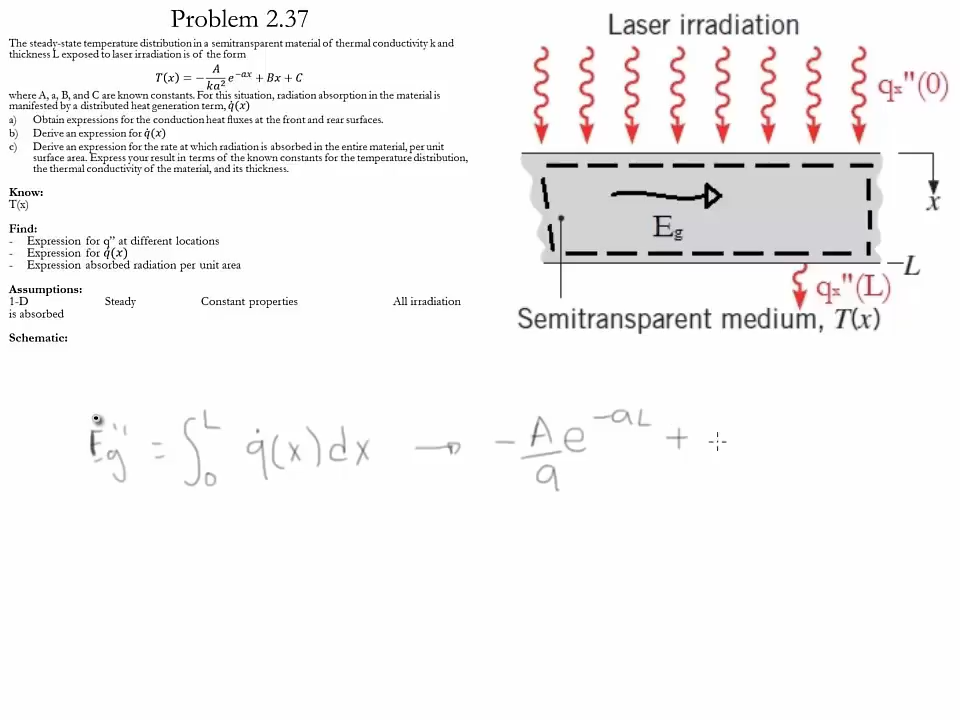 Problem 2.37
The steady-state temperature distribution in a semitransparent material of thermal conductivity k and
thickness L exposed to laser irradiation is of the form
T(x) = −A/(ka²) e^(−ax) + Bx + C
where A, a, B, and C are known constants. For this situation, radiation absorption in the material is
manifested by a distributed heat generation term, q̇(x)
a) Obtain expressions for the conduction heat fluxes at the front and rear surfaces.
b) Derive an expression for q̇(x)
c) Derive an expression for the rate at which radiation is absorbed in the entire material, per unit
surface area. Express your result in terms of the known constants for the temperature distribution,
the thermal conductivity of the material, and its thickness.
Know:
T(x)
Find:
- Expression for q” at different locations
- Expression for q̇(x)
- Expression absorbed radiation per unit area
Assumptions:
1-D Steady Constant properties All irradiation
is absorbed
Schematic:
Laser irradiation
qx"(0)
x
Eg
L
qx"(L)
Semitransparent medium, T(x)
Ėg'' = ∫₀ᴸ q̇(x)dx → −A/a e^(−aL) +